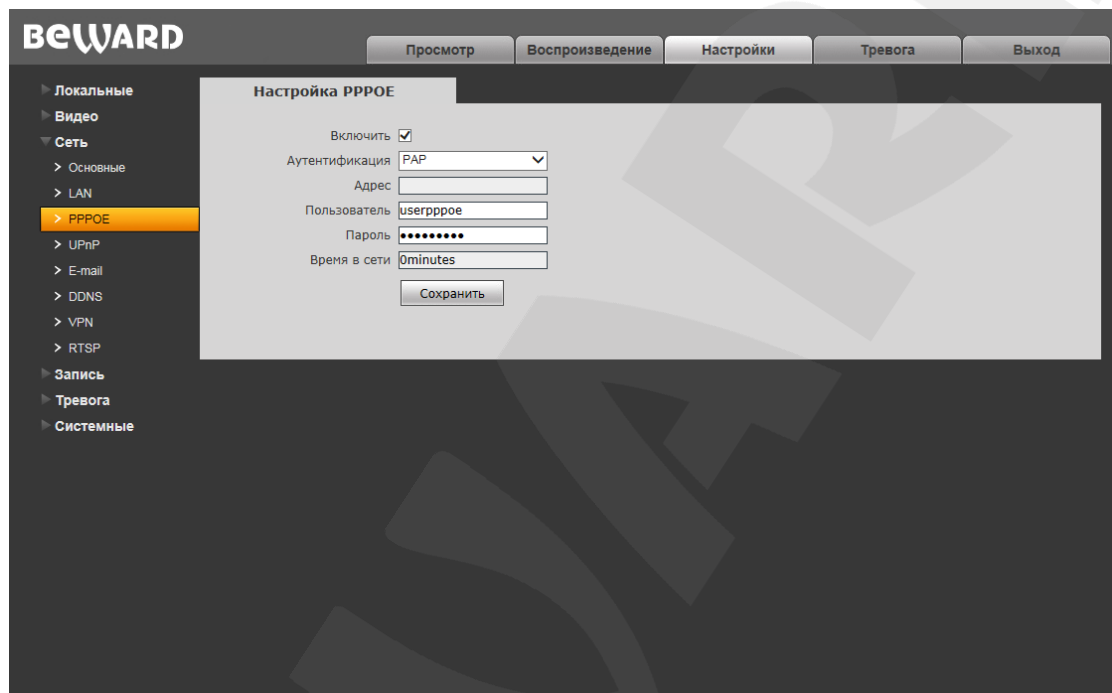 BEWARD
Просмотр
Воспроизведение
Настройки
Тревога
Выход
Локальные
Видео
Сеть
> Основные
> LAN
> PPPOE
> UPnP
> E-mail
> DDNS
> VPN
> RTSP
Запись
Тревога
Системные
Настройка PPPOE
Включить
Аутентификация PAP
Адрес
Пользователь userpppoe
Пароль •••••••••
Время в сети 0minutes
Сохранить